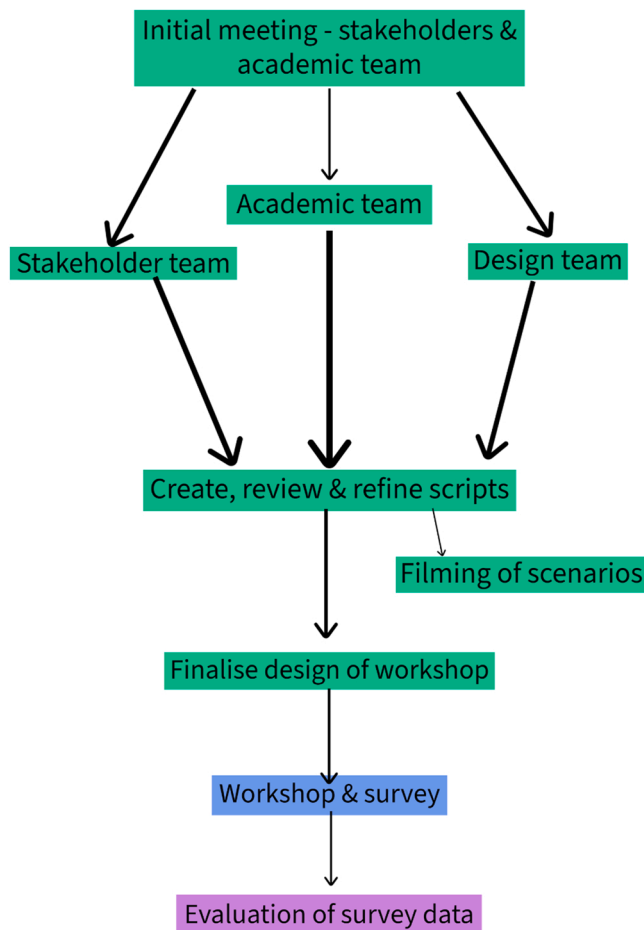 Initial meeting - stakeholders &
academic team
Academic team
Stakeholder team
Design team
Create, review & refine scripts
Filming of scenarios
Finalise design of workshop
Workshop & survey
Evaluation of survey data